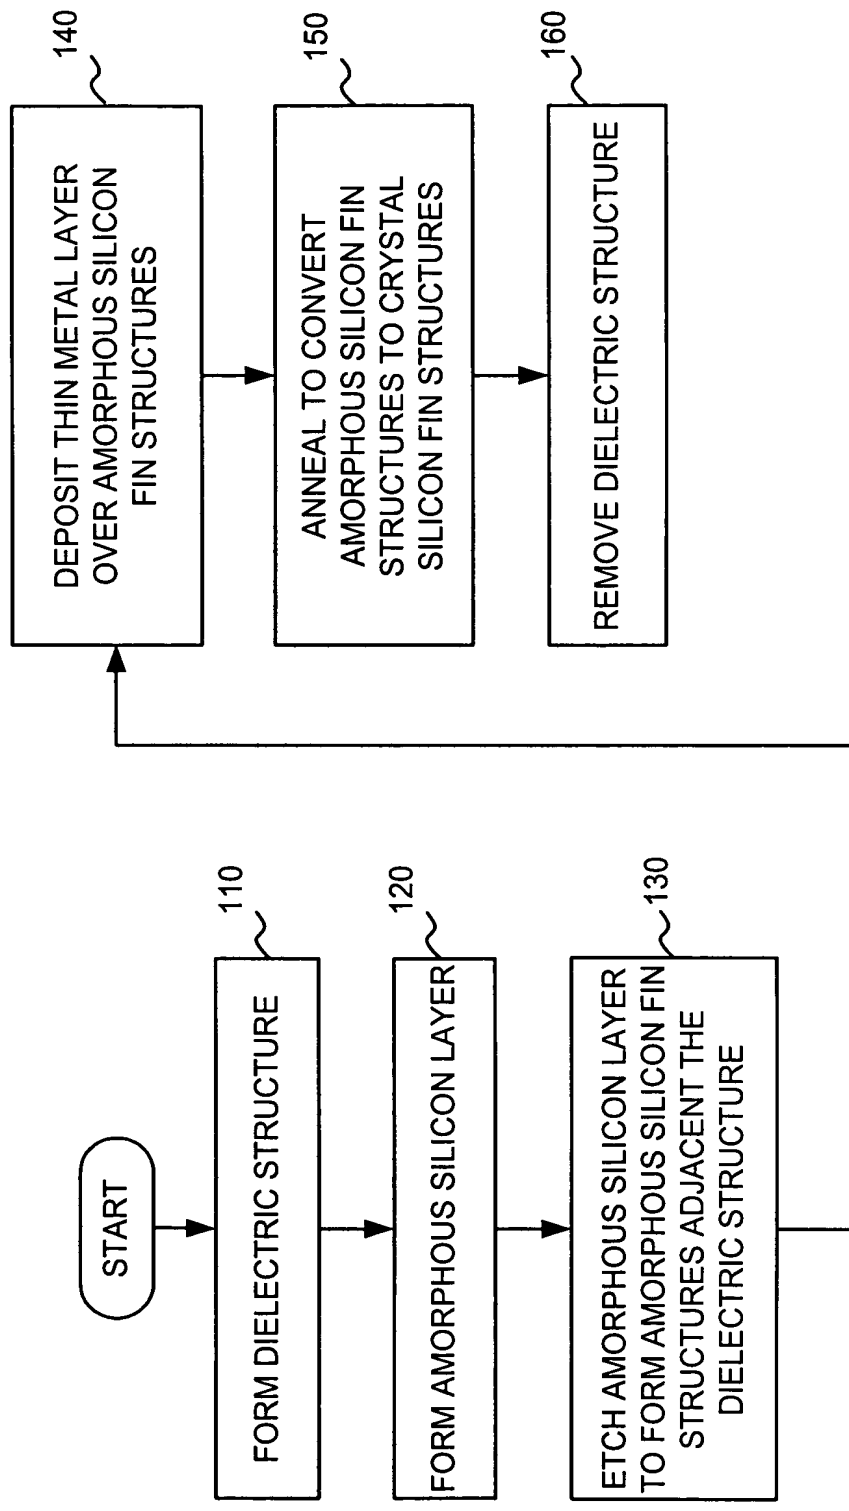 START
FORM DIELECTRIC STRUCTURE
110
FORM AMORPHOUS SILICON LAYER
120
ETCH AMORPHOUS SILICON LAYER
TO FORM AMORPHOUS SILICON FIN
STRUCTURES ADJACENT THE
DIELECTRIC STRUCTURE
130
DEPOSIT THIN METAL LAYER
OVER AMORPHOUS SILICON
FIN STRUCTURES
140
ANNEAL TO CONVERT
AMORPHOUS SILICON FIN
STRUCTURES TO CRYSTAL
SILICON FIN STRUCTURES
150
REMOVE DIELECTRIC STRUCTURE
160